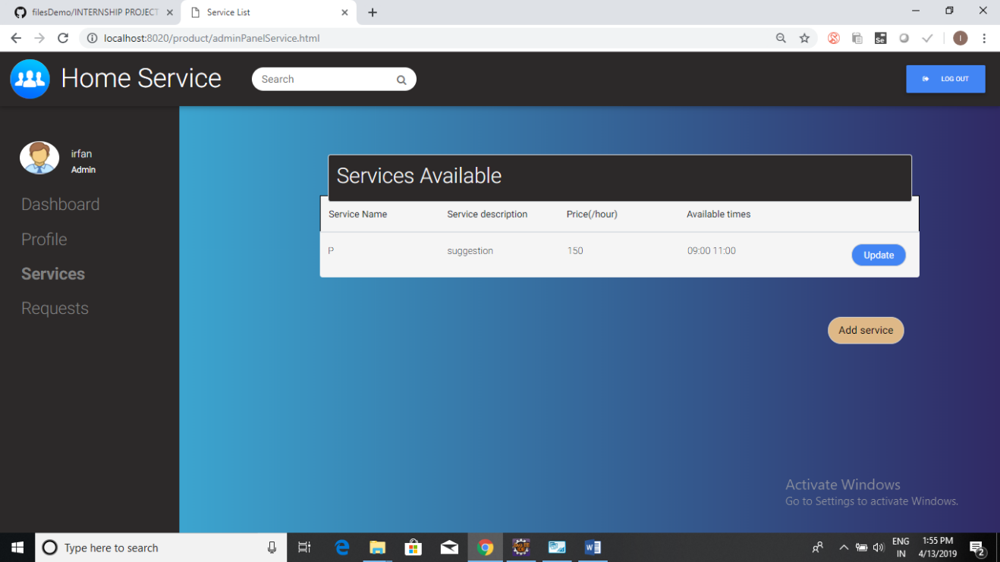 filesDemo/INTERNSHIP PROJECT
Service List
localhost:8020/product/adminPanelService.html
Se
I
Home Service
Search
LOG OUT
irfan
Admin
Dashboard
Profile
Services
Requests
Services Available
Service Name Service description Price(/hour) Available times
P suggestion 150 09:00 11:00 Update
Add service
Activate Windows
Go to Settings to activate Windows.
Type here to search
ENG
IN
1:55 PM
4/13/2019
2